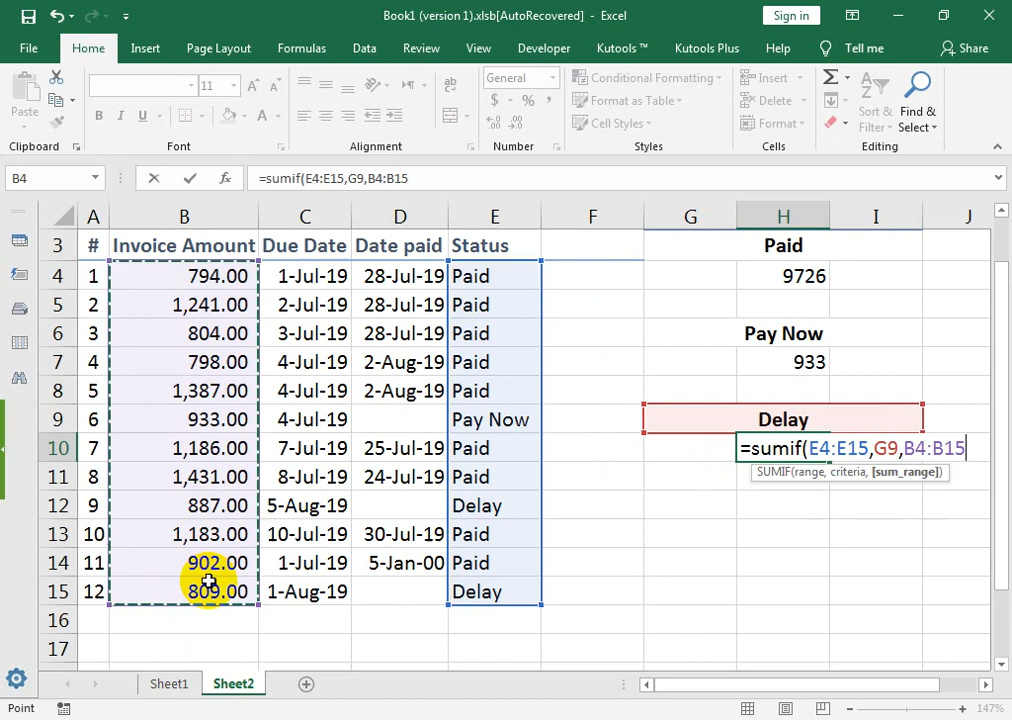 Book1 (version 1).xlsb[AutoRecovered] - Excel
Sign in
File Home Insert Page Layout Formulas Data Review View Developer Kutools ™ Kutools Plus Help Tell me Share
Paste
11
General
Conditional Formatting
Format as Table
Cell Styles
Insert
Delete
Format
Sort & Filter
Find & Select
Clipboard Font Alignment Number Styles Cells Editing
B4 =sumif(E4:E15,G9,B4:B15
A B C D E F G H I J
3 # Invoice Amount Due Date Date paid Status Paid
4 1 794.00 1-Jul-19 28-Jul-19 Paid 9726
5 2 1,241.00 2-Jul-19 28-Jul-19 Paid
6 3 804.00 3-Jul-19 28-Jul-19 Paid Pay Now
7 4 798.00 4-Jul-19 2-Aug-19 Paid 933
8 5 1,387.00 4-Jul-19 2-Aug-19 Paid
9 6 933.00 4-Jul-19 Pay Now Delay
10 7 1,186.00 7-Jul-19 25-Jul-19 Paid =sumif(E4:E15,G9,B4:B15
11 8 1,431.00 8-Jul-19 24-Jul-19 Paid SUMIF(range, criteria, [sum_range])
12 9 887.00 5-Aug-19 Delay
13 10 1,183.00 10-Jul-19 30-Jul-19 Paid
14 11 902.00 1-Jul-19 5-Jan-00 Paid
15 12 809.00 1-Aug-19 Delay
16
17
Sheet1 Sheet2
Point 147%